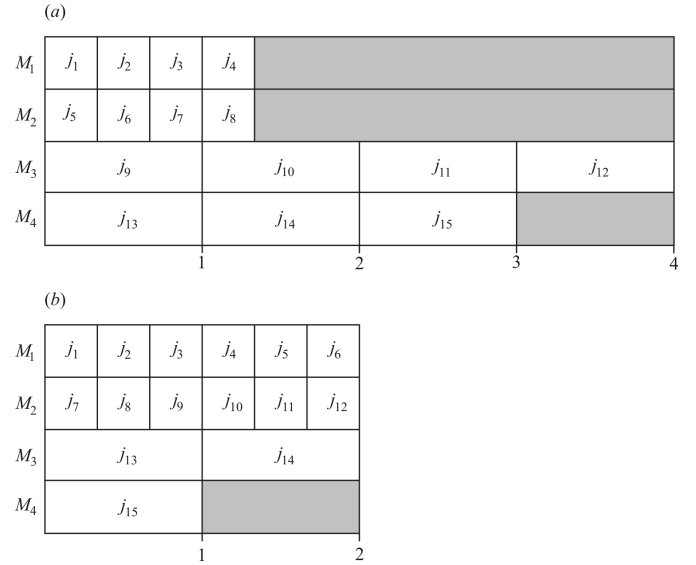 (a)
M₁ j₁ j₂ j₃ j₄
M₂ j₅ j₆ j₇ j₈
M₃ j₉ j₁₀ j₁₁ j₁₂
M₄ j₁₃ j₁₄ j₁₅
1 2 3 4
(b)
M₁ j₁ j₂ j₃ j₄ j₅ j₆
M₂ j₇ j₈ j₉ j₁₀ j₁₁ j₁₂
M₃ j₁₃ j₁₄
M₄ j₁₅
1 2